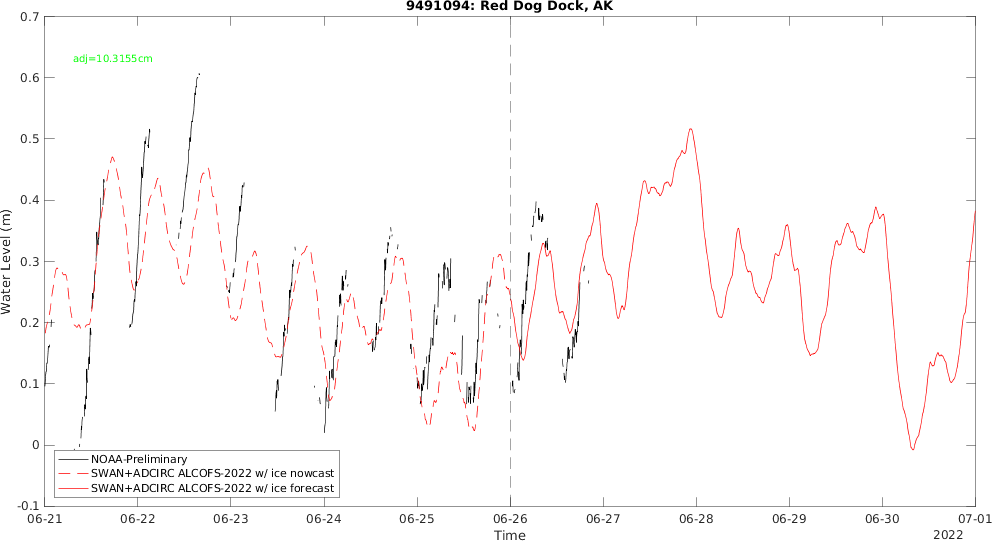 9491094: Red Dog Dock, AK
0.7
adj=10.3155cm
0.6
0.5
0.4
0.3
0.2
0.1
0
-0.1
Water Level (m)
NOAA-Preliminary
SWAN+ADCIRC ALCOFS-2022 w/ ice nowcast
SWAN+ADCIRC ALCOFS-2022 w/ ice forecast
06-21 06-22 06-23 06-24 06-25 06-26 06-27 06-28 06-29 06-30 07-01
Time
2022